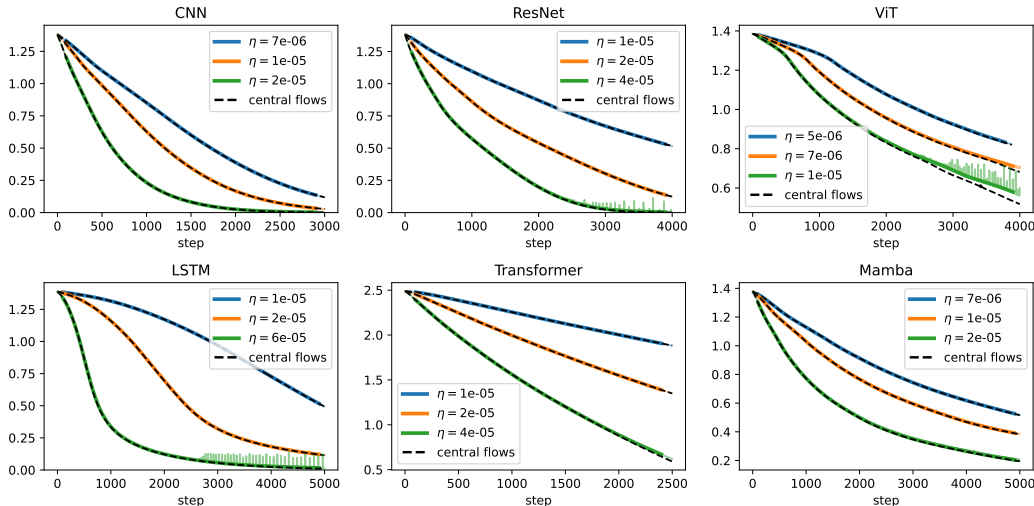 CNN
1.25
1.00
0.75
0.50
0.25
0.00
0 500 1000 1500 2000 2500 3000
step
η = 7e-06
η = 1e-05
η = 2e-05
central flows
ResNet
1.25
1.00
0.75
0.50
0.25
0.00
0 1000 2000 3000 4000
step
η = 1e-05
η = 2e-05
η = 4e-05
central flows
ViT
1.4
1.2
1.0
0.8
0.6
0 1000 2000 3000 4000
step
η = 5e-06
η = 7e-06
η = 1e-05
central flows
LSTM
1.25
1.00
0.75
0.50
0.25
0.00
0 1000 2000 3000 4000 5000
step
η = 1e-05
η = 2e-05
η = 6e-05
central flows
Transformer
2.5
2.0
1.5
1.0
0.5
0 500 1000 1500 2000 2500
step
η = 1e-05
η = 2e-05
η = 4e-05
central flows
Mamba
1.4
1.2
1.0
0.8
0.6
0.4
0.2
0 1000 2000 3000 4000 5000
step
η = 7e-06
η = 1e-05
η = 2e-05
central flows